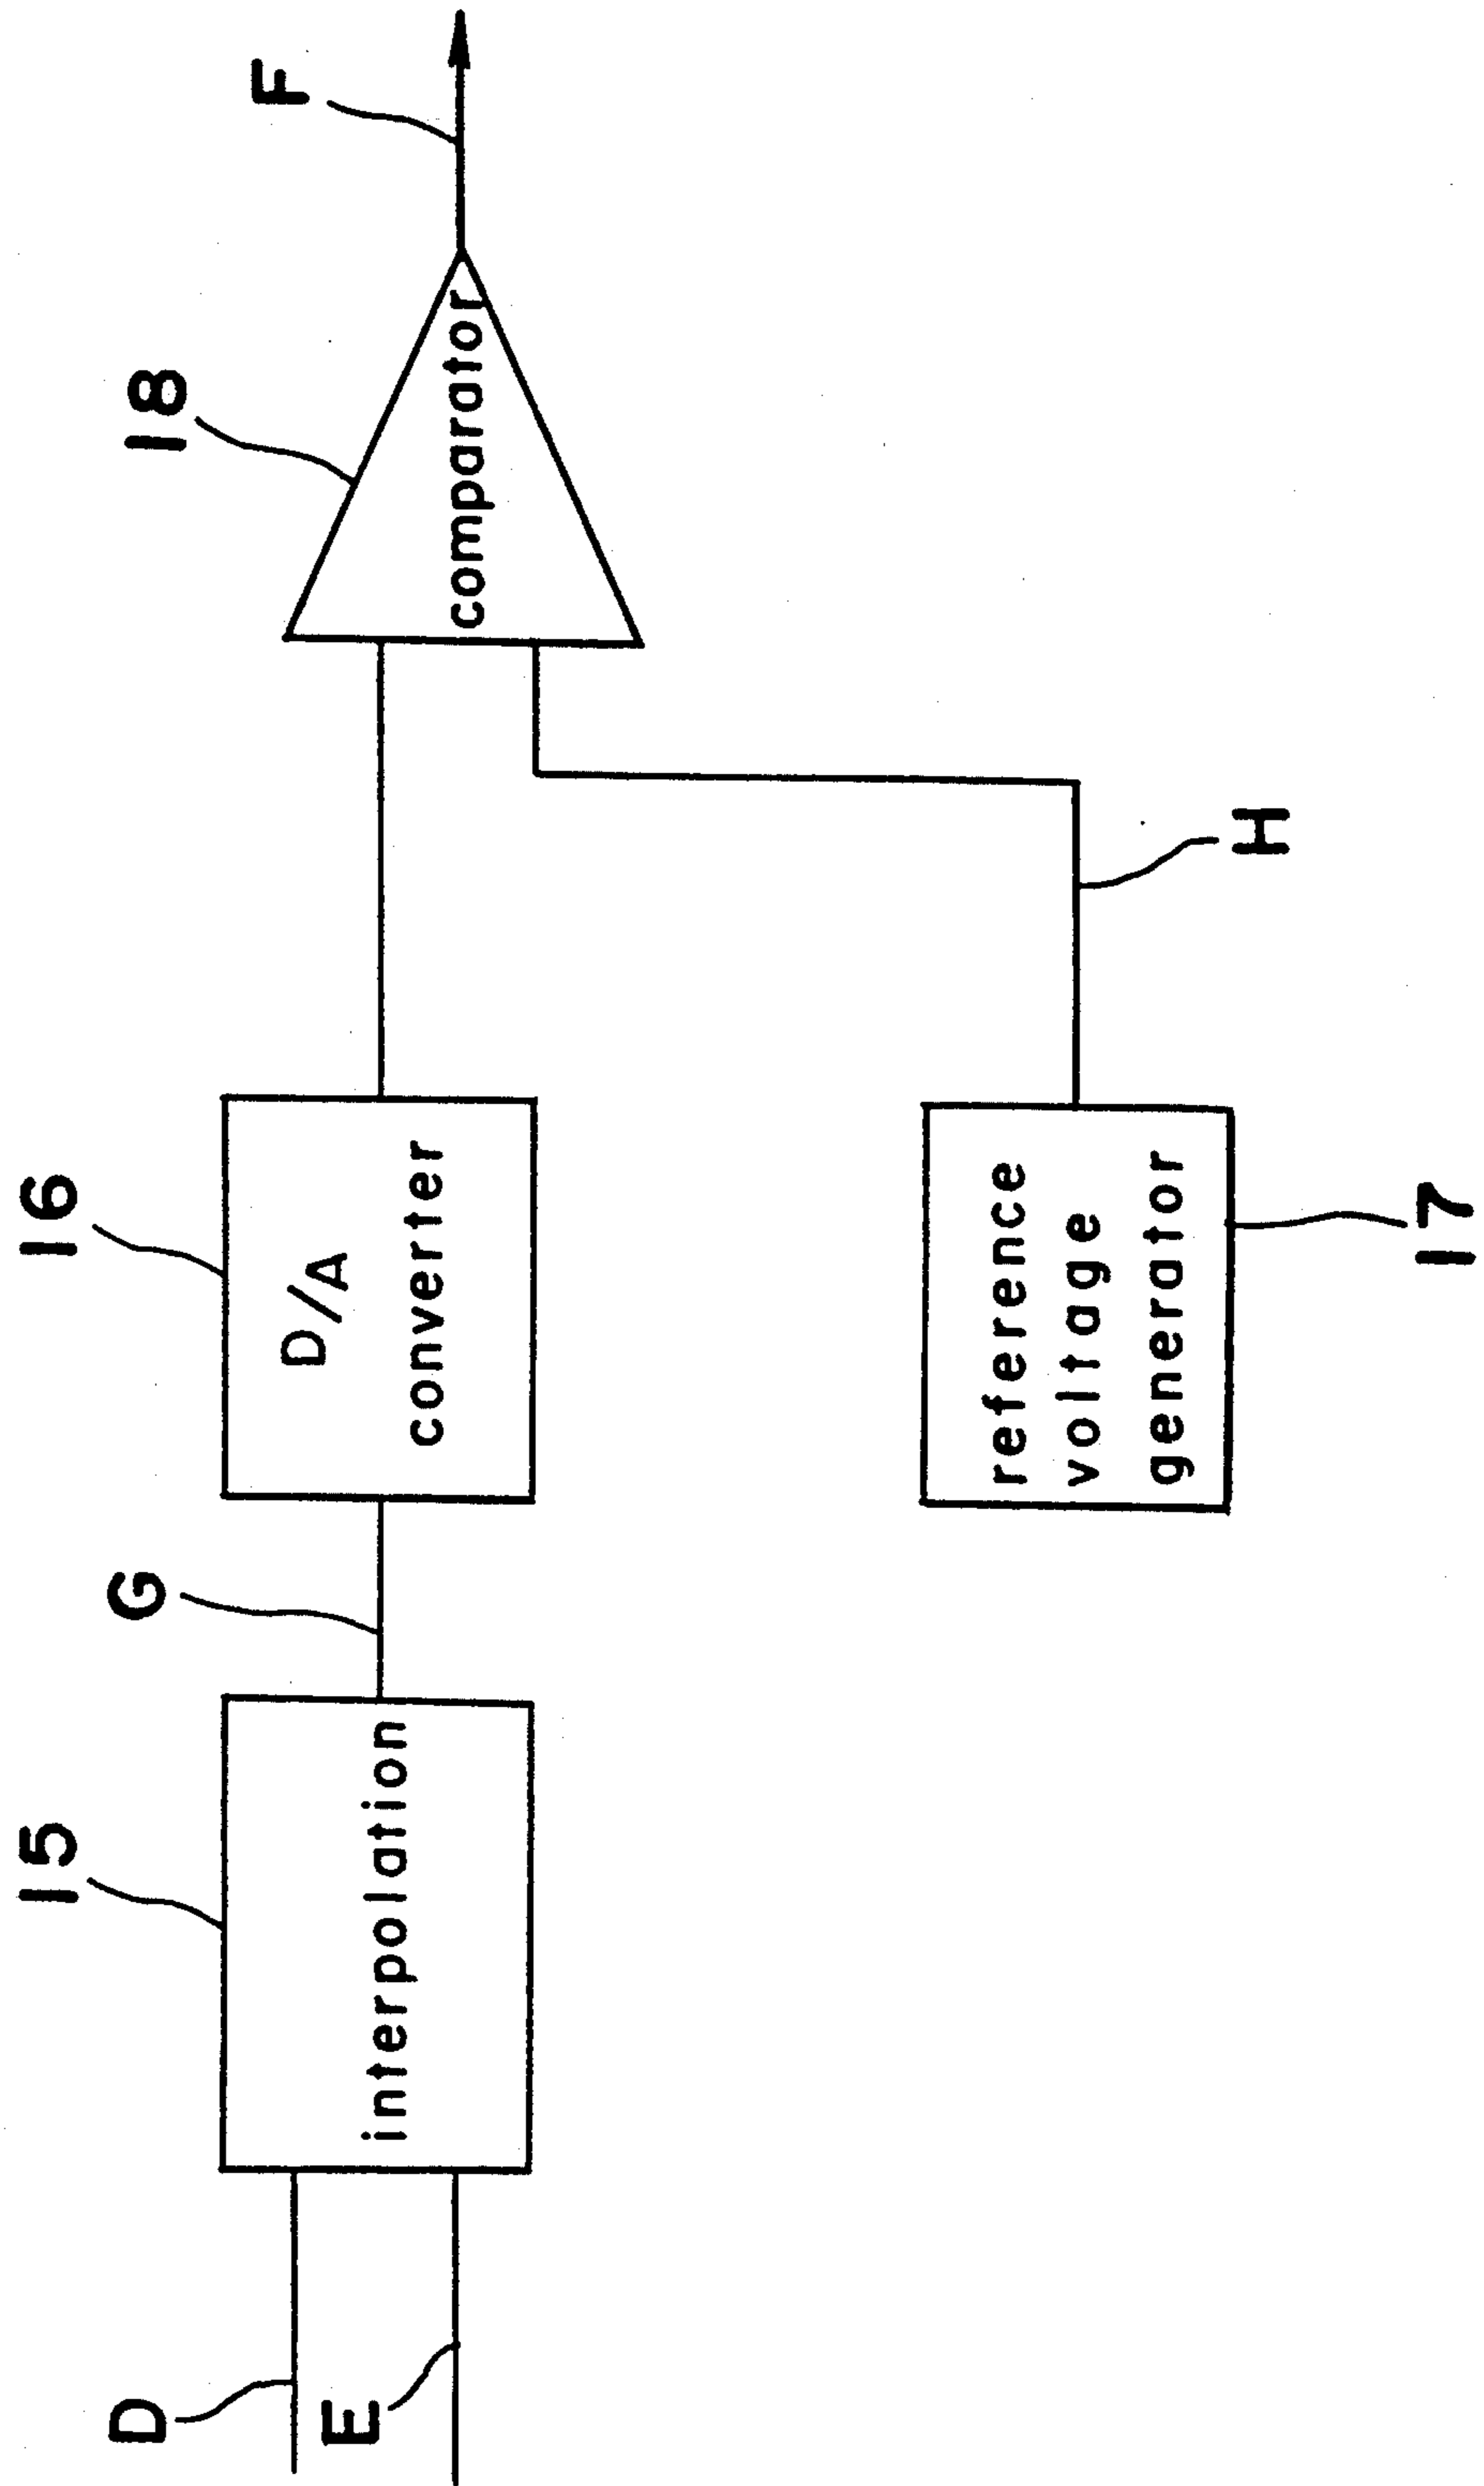 15
16
18
F
D
E
G
interpolation
D/A
converter
comparator
H
reference
voltage
generator
17